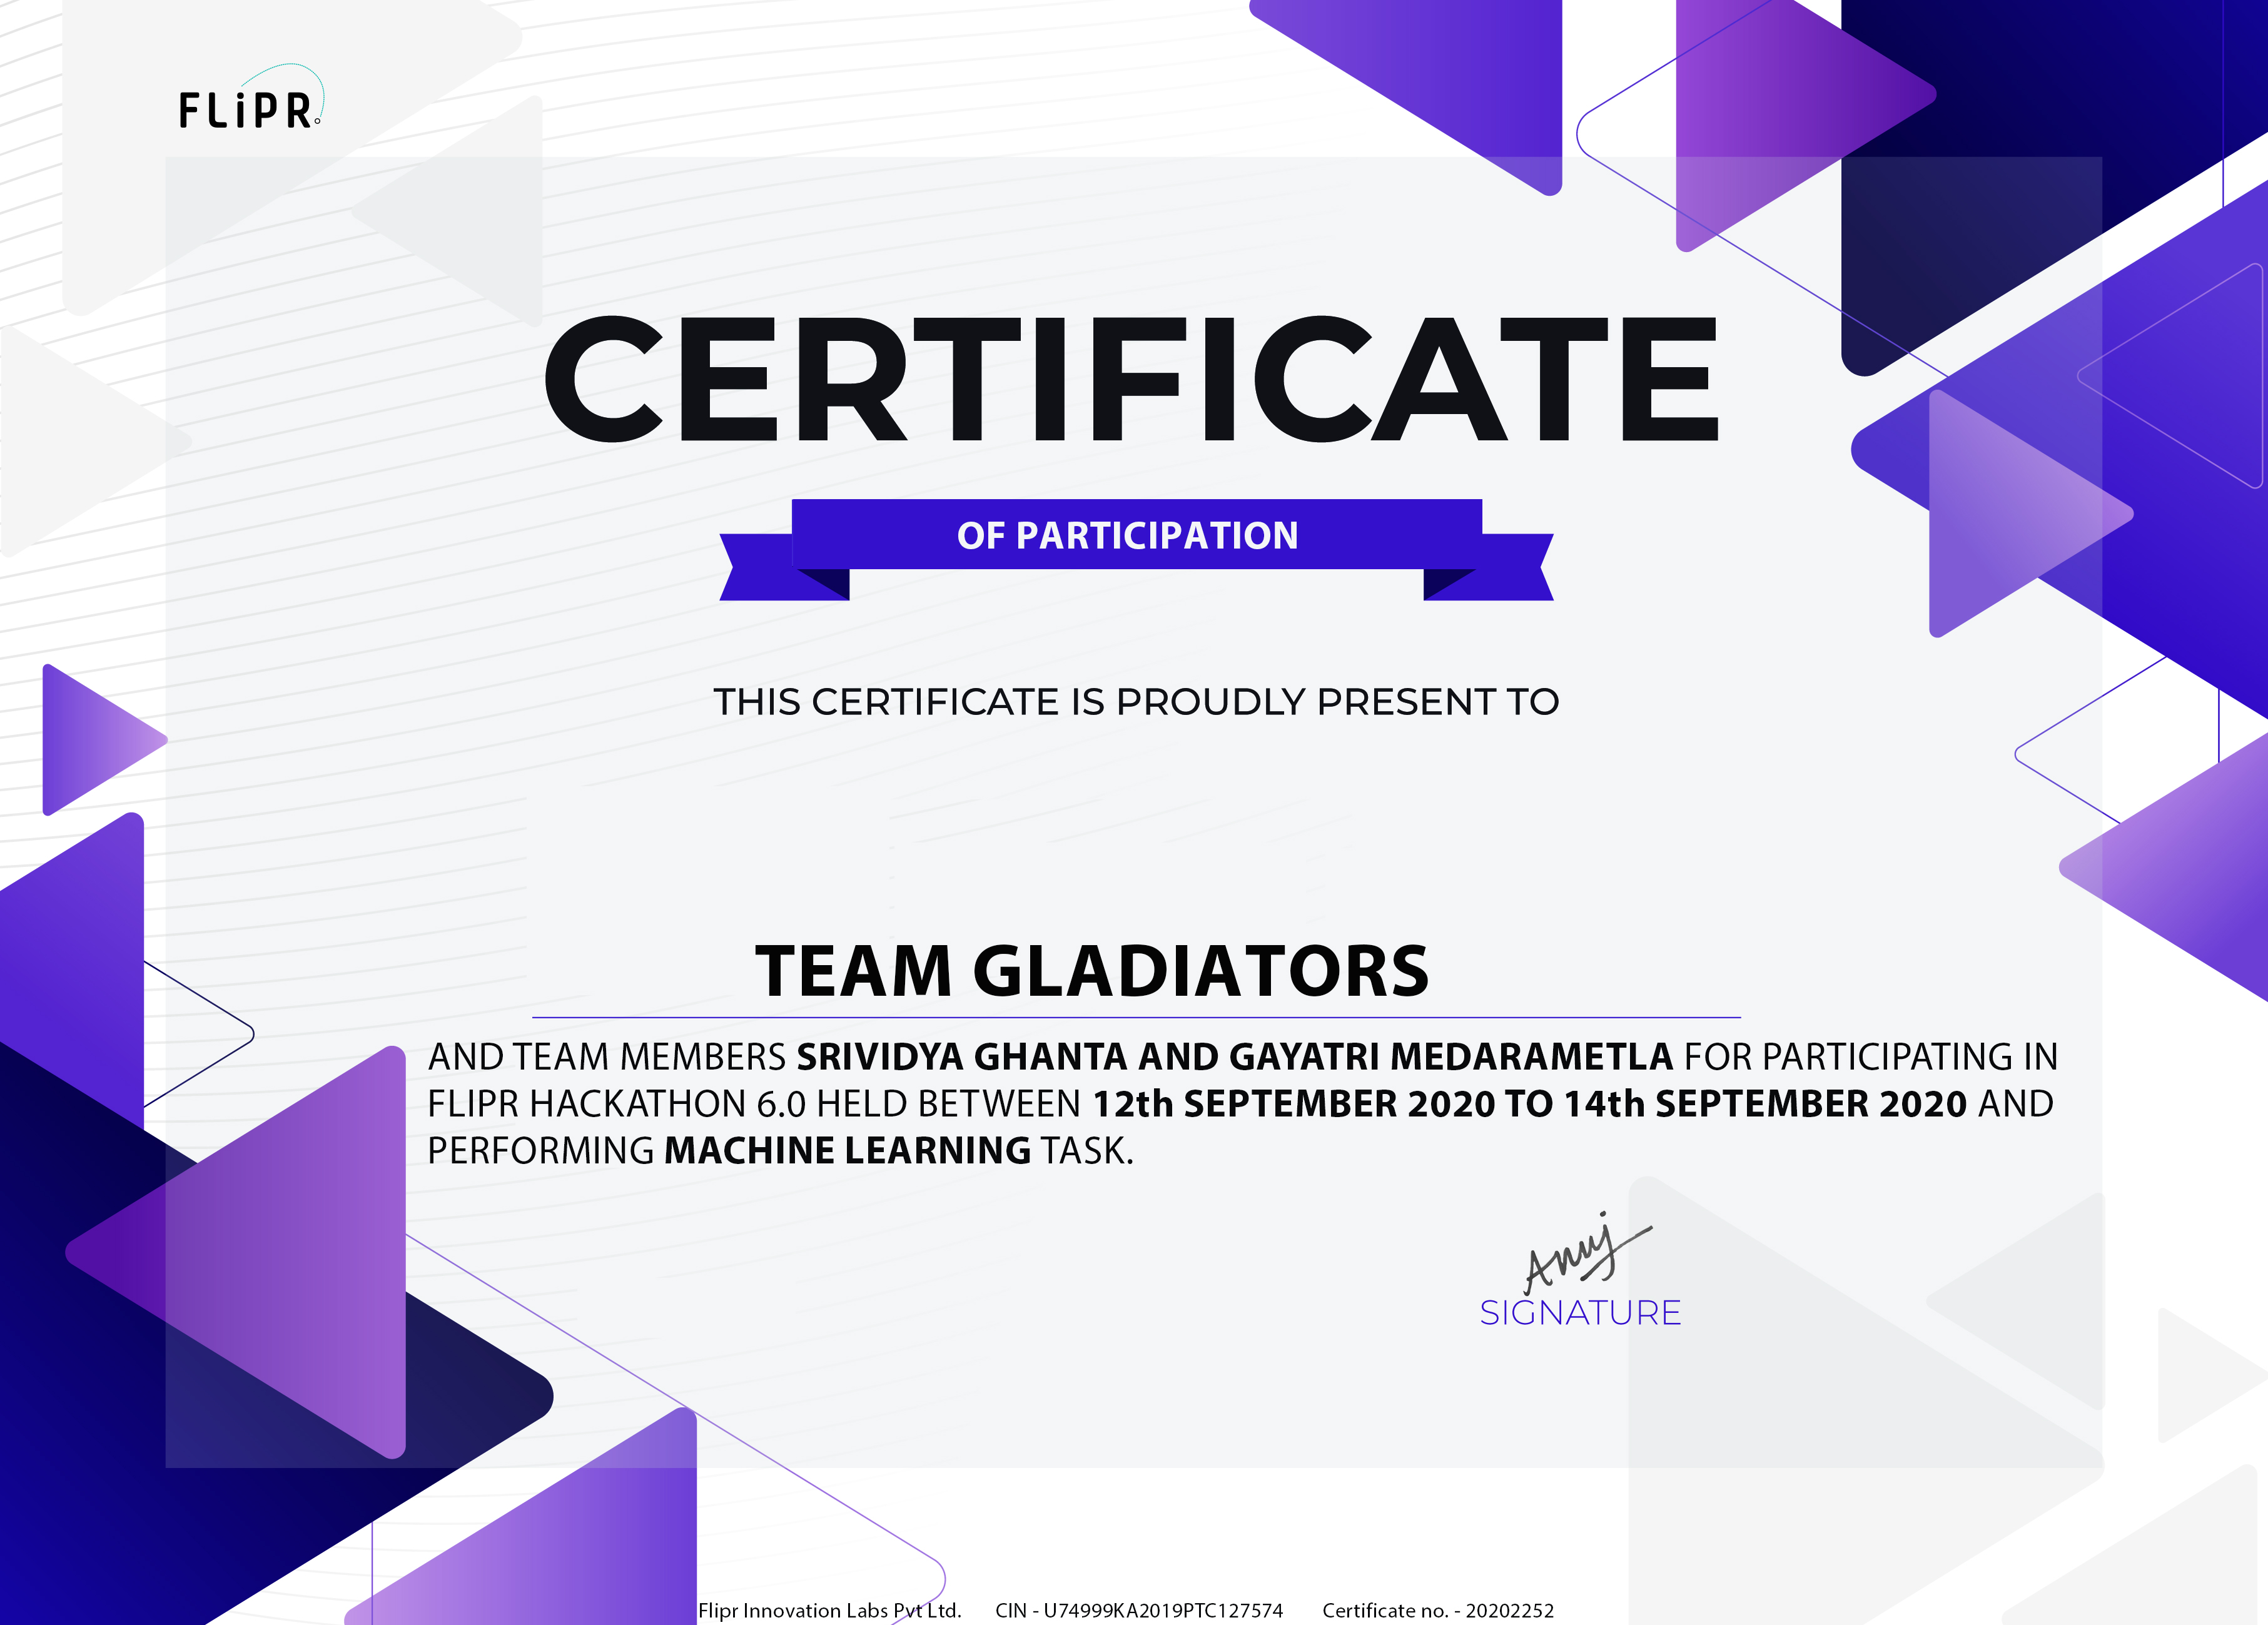 FLiPR
CERTIFICATE
OF PARTICIPATION
THIS CERTIFICATE IS PROUDLY PRESENT TO
TEAM GLADIATORS
AND TEAM MEMBERS SRIVIDYA GHANTA AND GAYATRI MEDARAMETLA FOR PARTICIPATING IN
FLIPR HACKATHON 6.0 HELD BETWEEN 12th SEPTEMBER 2020 TO 14th SEPTEMBER 2020 AND
PERFORMING MACHINE LEARNING TASK.
Anuj
SIGNATURE
Flipr Innovation Labs Pvt Ltd. CIN - U74999KA2019PTC127574 Certificate no. - 20202252